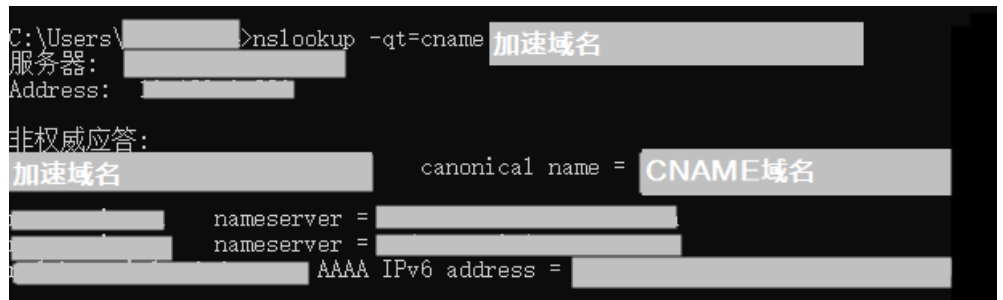 C:\Users\ >nslookup -qt=cname 加速域名
服务器:
Address:
非权威应答:
加速域名 canonical name = CNAME域名
nameserver =
nameserver =
AAAA IPv6 address =